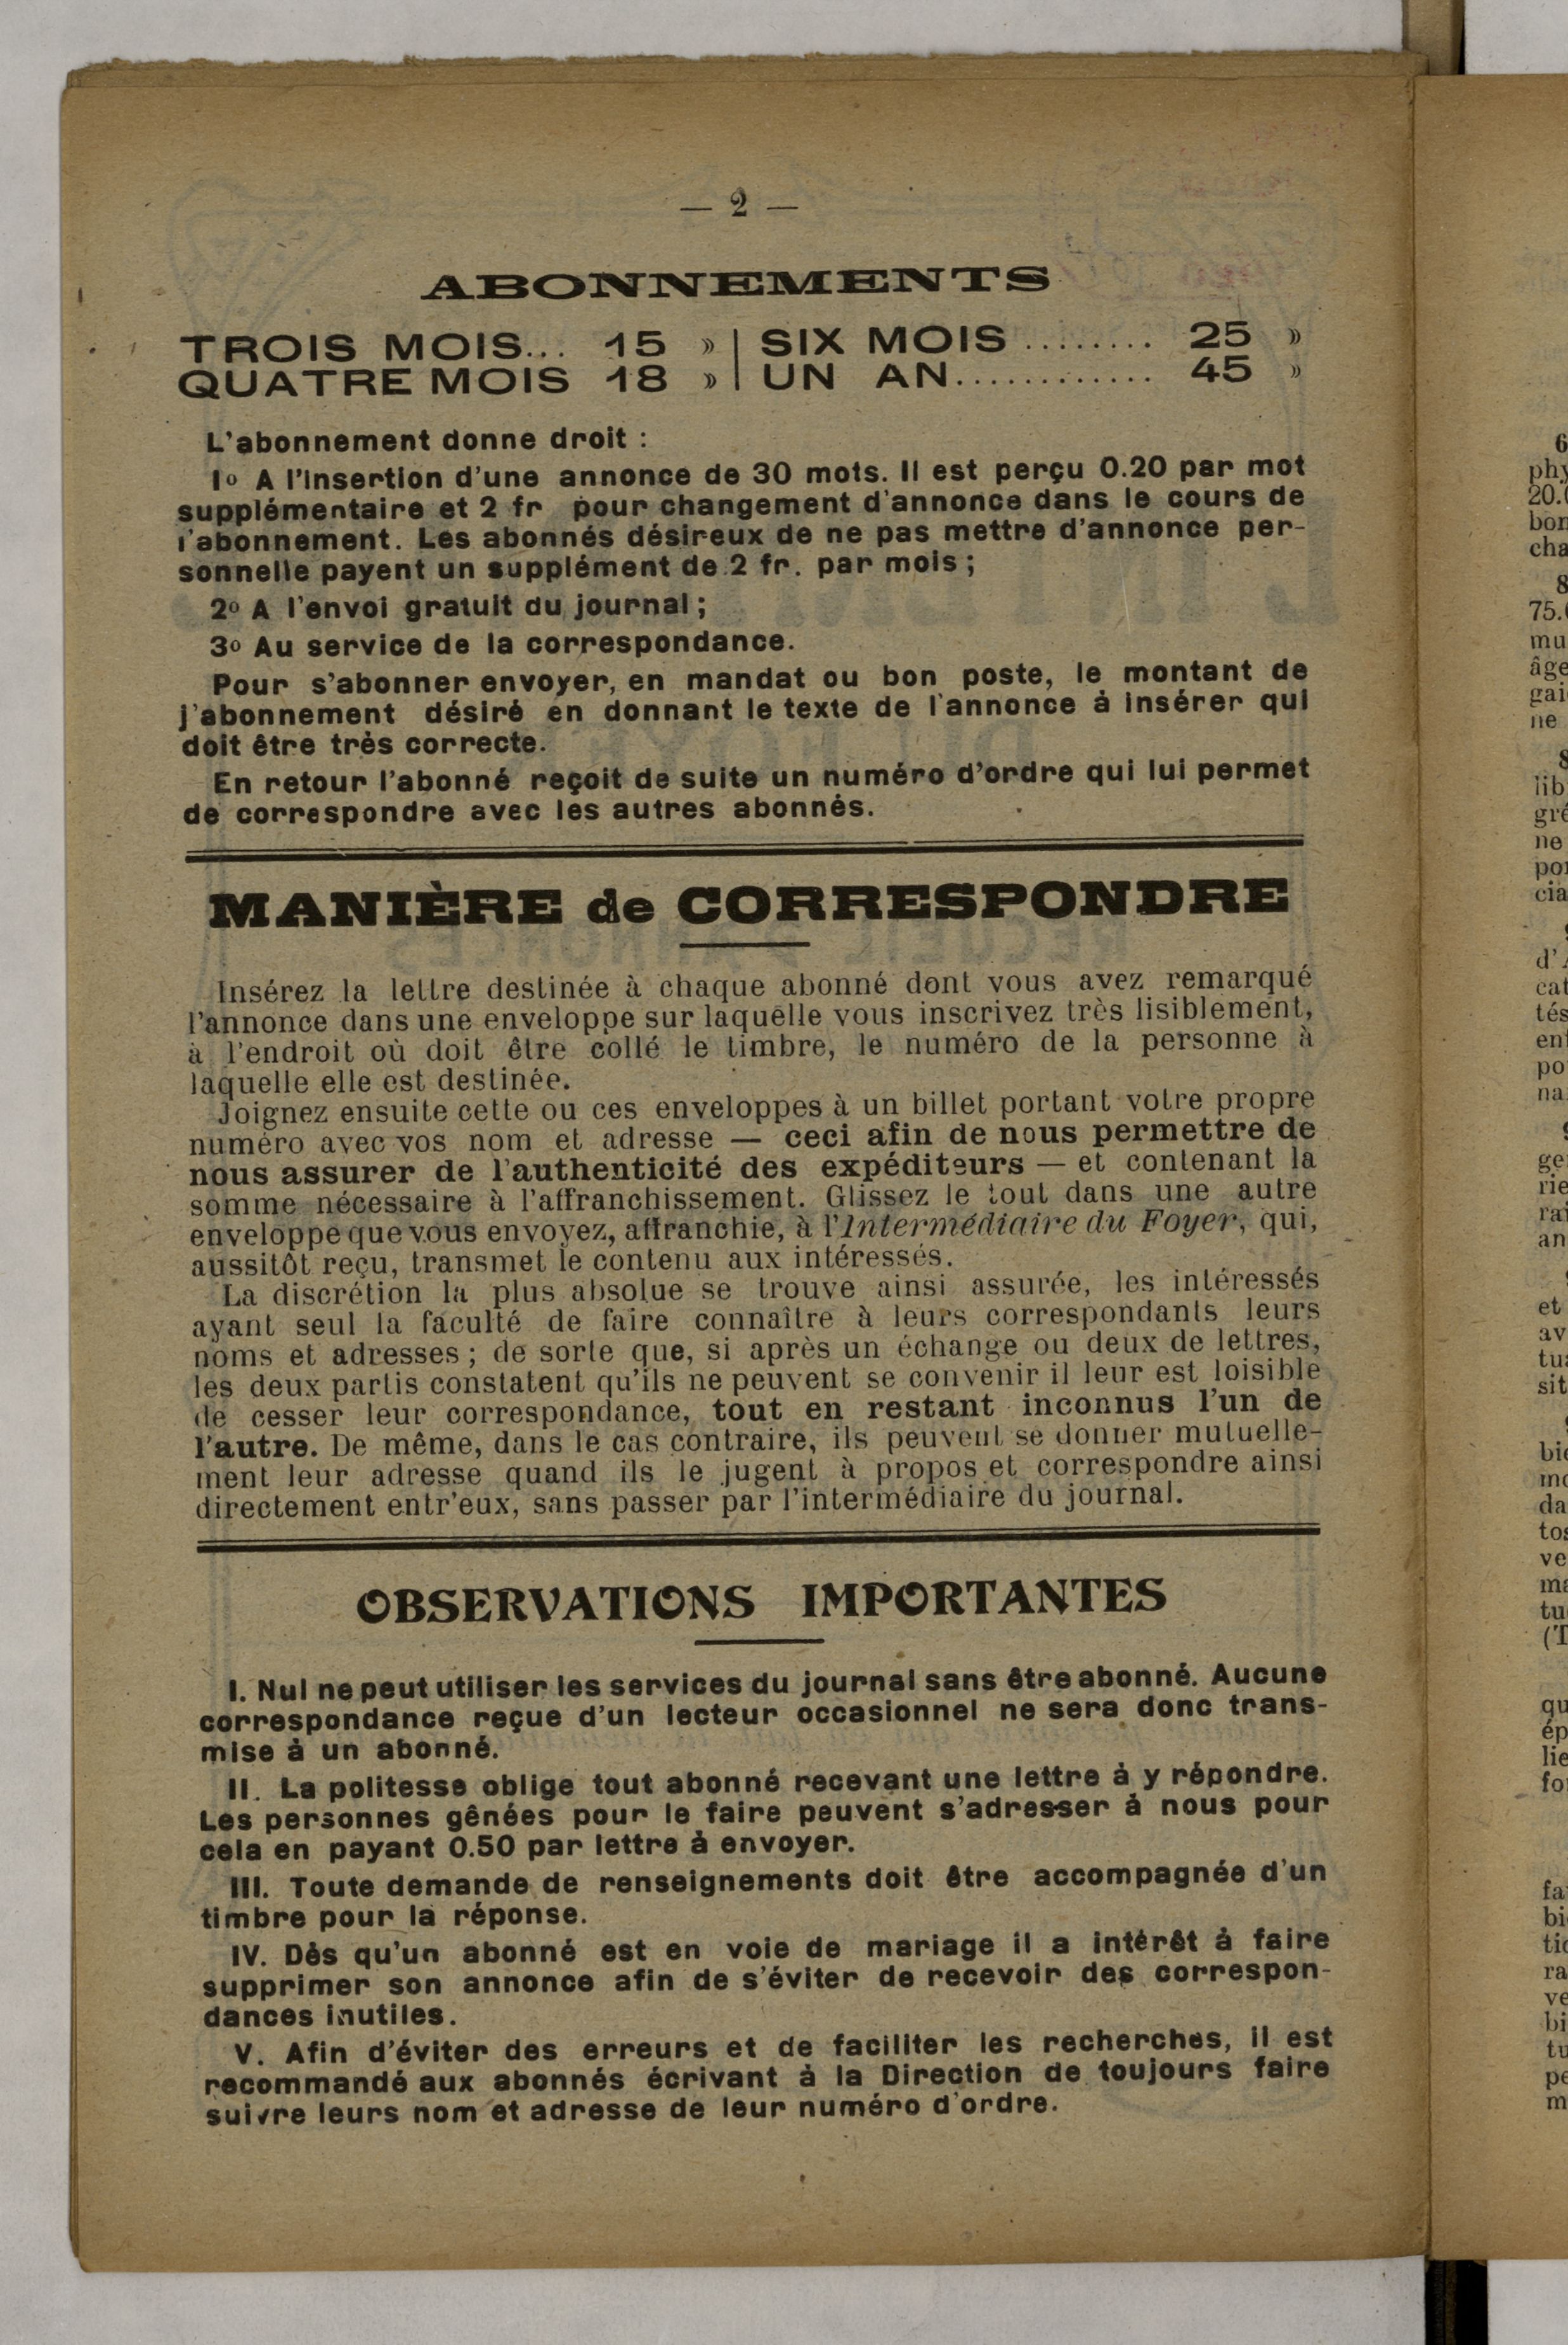 — 2 —
ABONNEMENTS
TROIS MOIS... 15 » | SIX MOIS ........ 25 »
QUATRE MOIS 18 » | UN AN............ 45 »
L'abonnement donne droit :
1o A l'insertion d'une annonce de 30 mots. Il est perçu 0.20 par mot
supplémentaire et 2 fr pour changement d'annonce dans le cours de
l'abonnement. Les abonnés désireux de ne pas mettre d'annonce per-
sonnelle payent un supplément de 2 fr. par mois ;
2o A l'envoi gratuit du journal ;
3o Au service de la correspondance.
Pour s'abonner envoyer, en mandat ou bon poste, le montant de
j'abonnement désiré en donnant le texte de l'annonce à insérer qui
doit être très correcte.
En retour l'abonné reçoit de suite un numéro d'ordre qui lui permet
de correspondre avec les autres abonnés.
MANIÈRE de CORRESPONDRE
Insérez la lettre destinée à chaque abonné dont vous avez remarqué
l'annonce dans une enveloppe sur laquelle vous inscrivez très lisiblement,
à l'endroit où doit être collé le timbre, le numéro de la personne à
laquelle elle est destinée.
Joignez ensuite cette ou ces enveloppes à un billet portant votre propre
numéro avec vos nom et adresse — ceci afin de nous permettre de
nous assurer de l'authenticité des expéditeurs — et contenant la
somme nécessaire à l'affranchissement. Glissez le tout dans une autre
enveloppe que vous envoyez, affranchie, à l'Intermédiaire du Foyer, qui,
aussitôt reçu, transmet le contenu aux intéressés.
La discrétion la plus absolue se trouve ainsi assurée, les intéressés
ayant seul la faculté de faire connaître à leurs correspondants leurs
noms et adresses ; de sorte que, si après un échange ou deux de lettres,
les deux partis constatent qu'ils ne peuvent se convenir il leur est loisible
de cesser leur correspondance, tout en restant inconnus l'un de
l'autre. De même, dans le cas contraire, ils peuvent se donner mutuelle-
ment leur adresse quand ils le jugent à propos et correspondre ainsi
directement entr'eux, sans passer par l'intermédiaire du journal.
OBSERVATIONS IMPORTANTES
I. Nul ne peut utiliser les services du journal sans être abonné. Aucune
correspondance reçue d'un lecteur occasionnel ne sera donc trans-
mise à un abonné.
II. La politesse oblige tout abonné recevant une lettre à y répondre.
Les personnes gênées pour le faire peuvent s'adresser à nous pour
cela en payant 0.50 par lettre à envoyer.
III. Toute demande de renseignements doit être accompagnée d'un
timbre pour la réponse.
IV. Dès qu'un abonné est en voie de mariage il a intérêt à faire
supprimer son annonce afin de s'éviter de recevoir des correspon-
dances inutiles.
V. Afin d'éviter des erreurs et de faciliter les recherches, il est
recommandé aux abonnés écrivant à la Direction de toujours faire
suivre leurs nom et adresse de leur numéro d'ordre.